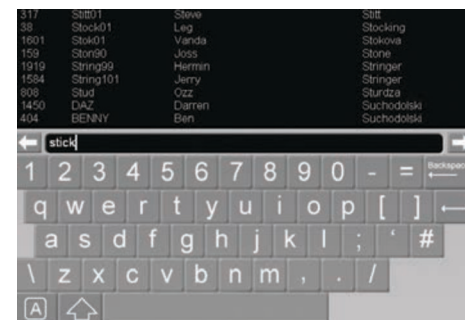 317 Stitt01 Steve Stitt
38 Stock01 Leg Stocking
1601 Stok01 Vanda Stokova
159 Ston90 Joss Stone
1919 String99 Hermin Stringer
1584 String101 Jerry Stringer
808 Stud Ozz Sturdza
1450 DAZ Darren Suchodolski
404 BENNY Ben Suchodolski
stick
1 2 3 4 5 6 7 8 9 0 - = Backspac
q w e r t y u i o p [ ]
a s d f g h j k l ; ' #
\ z x c v b n m , . /
A